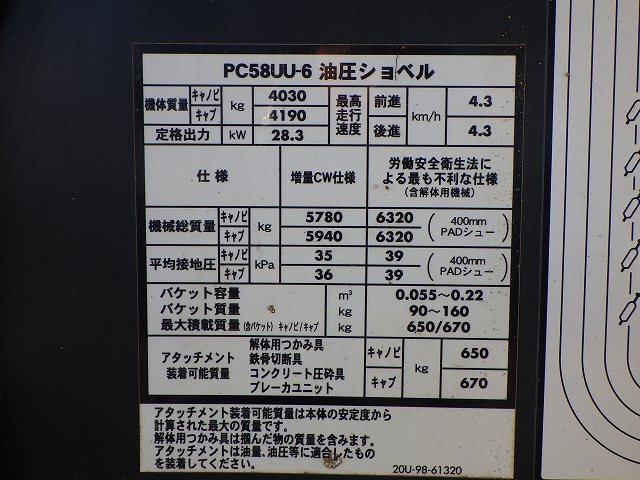 PC58UU-6 油圧ショベル
機体質量 キャノピ kg 4030 最高走行速度 前進 km/h 4.3
キャブ 4190 後進 4.3
定格出力 kW 28.3
仕様 増量CW仕様 労働安全衛生法による最も不利な仕様(含解体用機械)
機械総質量 キャノピ kg 5780 6320 (400mm PADシュー)
キャブ 5940 6320
平均接地圧 キャノピ kPa 35 39 (400mm PADシュー)
キャブ 36 39
バケット容量 m³ 0.055~0.22
バケット質量 kg 90~160
最大積載質量 (含バケット) キャノピ/キャブ kg 650/670
アタッチメント装着可能質量 解体用つかみ具 キャノピ kg 650
鉄骨切断具
コンクリート圧砕具 キャブ 670
ブレーカユニット
アタッチメント装着可能質量は本体の安定度から
計算された最大の質量です。
解体用つかみ具は掴んだ物の質量を含みます。
アタッチメントは油量、油圧等に適合したもの
を装着してください。
20U-98-61320